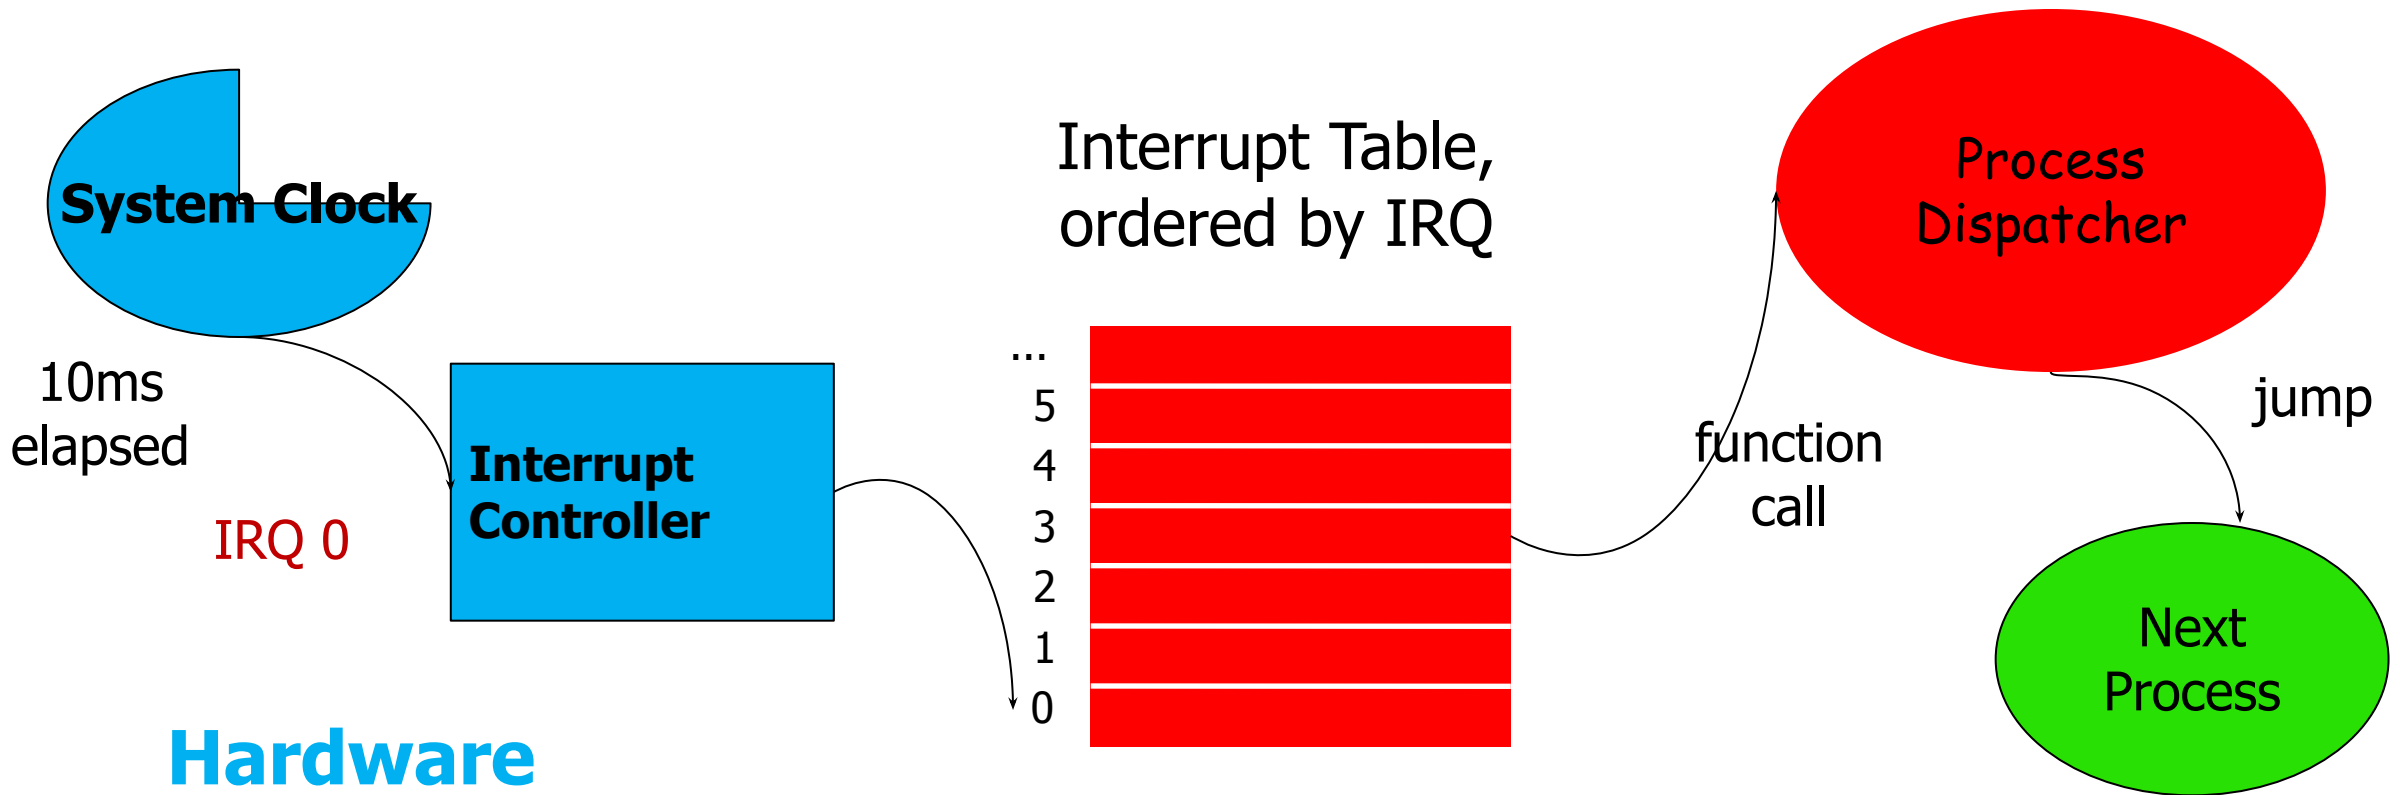 System Clock
10ms
elapsed
IRQ 0
Interrupt
Controller
Hardware
Interrupt Table,
ordered by IRQ
...
5
4
3
2
1
0
function
call
Process
Dispatcher
jump
Next
Process